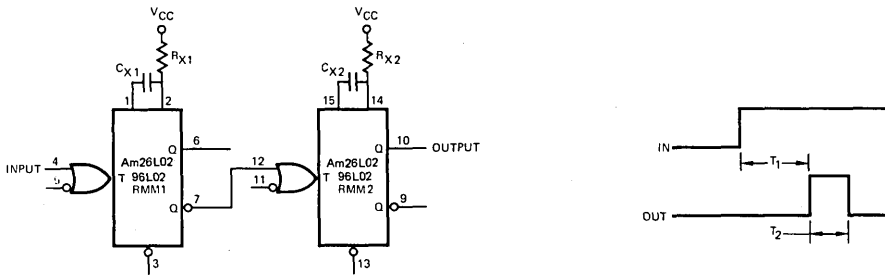 VCC
RX1
CX1
1 2
INPUT 4
5
T
Am26L02
96L02
RMM1
Q 6
Q 7
3
VCC
RX2
CX2
15 14
12
11
T
Am26L02
96L02
RMM2
Q 10 OUTPUT
Q 9
13
IN
T1
OUT
T2